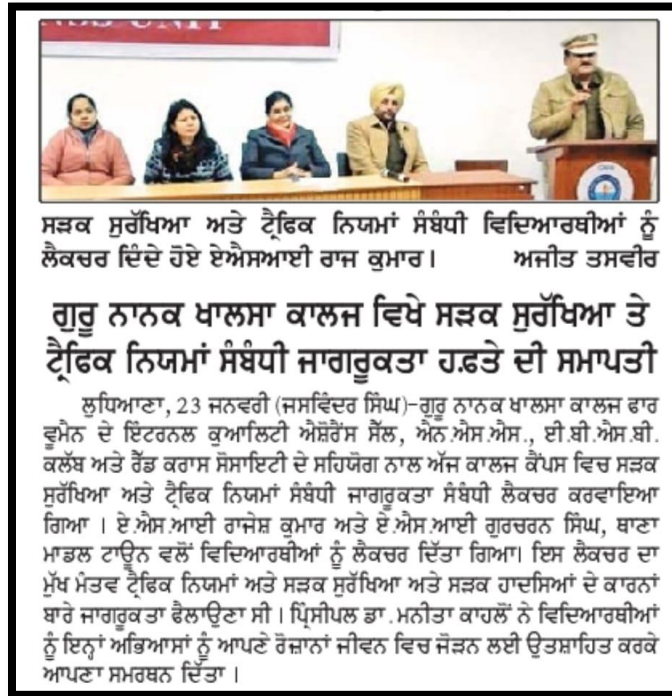 NSS UNIT
ਸੜਕ ਸੁਰੱਖਿਆ ਅਤੇ ਟ੍ਰੈਫਿਕ ਨਿਯਮਾਂ ਸੰਬੰਧੀ ਵਿਦਿਆਰਥੀਆਂ ਨੂੰ
ਲੈਕਚਰ ਦਿੰਦੇ ਹੋਏ ਏਐਸਆਈ ਰਾਜ ਕੁਮਾਰ। ਅਜੀਤ ਤਸਵੀਰ
ਗੁਰੂ ਨਾਨਕ ਖਾਲਸਾ ਕਾਲਜ ਵਿਖੇ ਸੜਕ ਸੁਰੱਖਿਆ ਤੇ
ਟ੍ਰੈਫਿਕ ਨਿਯਮਾਂ ਸੰਬੰਧੀ ਜਾਗਰੂਕਤਾ ਹਫ਼ਤੇ ਦੀ ਸਮਾਪਤੀ
ਲੁਧਿਆਣਾ, 23 ਜਨਵਰੀ (ਜਸਵਿੰਦਰ ਸਿੰਘ)-ਗੁਰੂ ਨਾਨਕ ਖਾਲਸਾ ਕਾਲਜ ਫਾਰ
ਵੂਮੈਨ ਦੇ ਇੰਟਰਨਲ ਕੁਆਲਿਟੀ ਐਸ਼ੋਰੈਂਸ ਸੈੱਲ, ਐਨ.ਐਸ.ਐਸ., ਈ.ਬੀ.ਐਸ.ਬੀ.
ਕਲੱਬ ਅਤੇ ਰੈੱਡ ਕਰਾਸ ਸੋਸਾਇਟੀ ਦੇ ਸਹਿਯੋਗ ਨਾਲ ਅੱਜ ਕਾਲਜ ਕੈਂਪਸ ਵਿਚ ਸੜਕ
ਸੁਰੱਖਿਆ ਅਤੇ ਟ੍ਰੈਫਿਕ ਨਿਯਮਾਂ ਸੰਬੰਧੀ ਜਾਗਰੂਕਤਾ ਸੰਬੰਧੀ ਲੈਕਚਰ ਕਰਵਾਇਆ
ਗਿਆ । ਏ.ਐਸ.ਆਈ ਰਾਜੇਸ਼ ਕੁਮਾਰ ਅਤੇ ਏ.ਐਸ.ਆਈ ਗੁਰਚਰਨ ਸਿੰਘ, ਥਾਣਾ
ਮਾਡਲ ਟਾਊਨ ਵਲੋਂ ਵਿਦਿਆਰਥੀਆਂ ਨੂੰ ਲੈਕਚਰ ਦਿੱਤਾ ਗਿਆ। ਇਸ ਲੈਕਚਰ ਦਾ
ਮੁੱਖ ਮੰਤਵ ਟ੍ਰੈਫਿਕ ਨਿਯਮਾਂ ਅਤੇ ਸੜਕ ਸੁਰੱਖਿਆ ਅਤੇ ਸੜਕ ਹਾਦਸਿਆਂ ਦੇ ਕਾਰਨਾਂ
ਬਾਰੇ ਜਾਗਰੂਕਤਾ ਫੈਲਾਉਣਾ ਸੀ। ਪ੍ਰਿੰਸੀਪਲ ਡਾ. ਮਨੀਤਾ ਕਾਹਲੋਂ ਨੇ ਵਿਦਿਆਰਥੀਆਂ
ਨੂੰ ਇਨ੍ਹਾਂ ਅਭਿਆਸਾਂ ਨੂੰ ਆਪਣੇ ਰੋਜ਼ਾਨਾਂ ਜੀਵਨ ਵਿਚ ਜੋੜਨ ਲਈ ਉਤਸ਼ਾਹਿਤ ਕਰਕੇ
ਆਪਣਾ ਸਮਰਥਨ ਦਿੱਤਾ ।